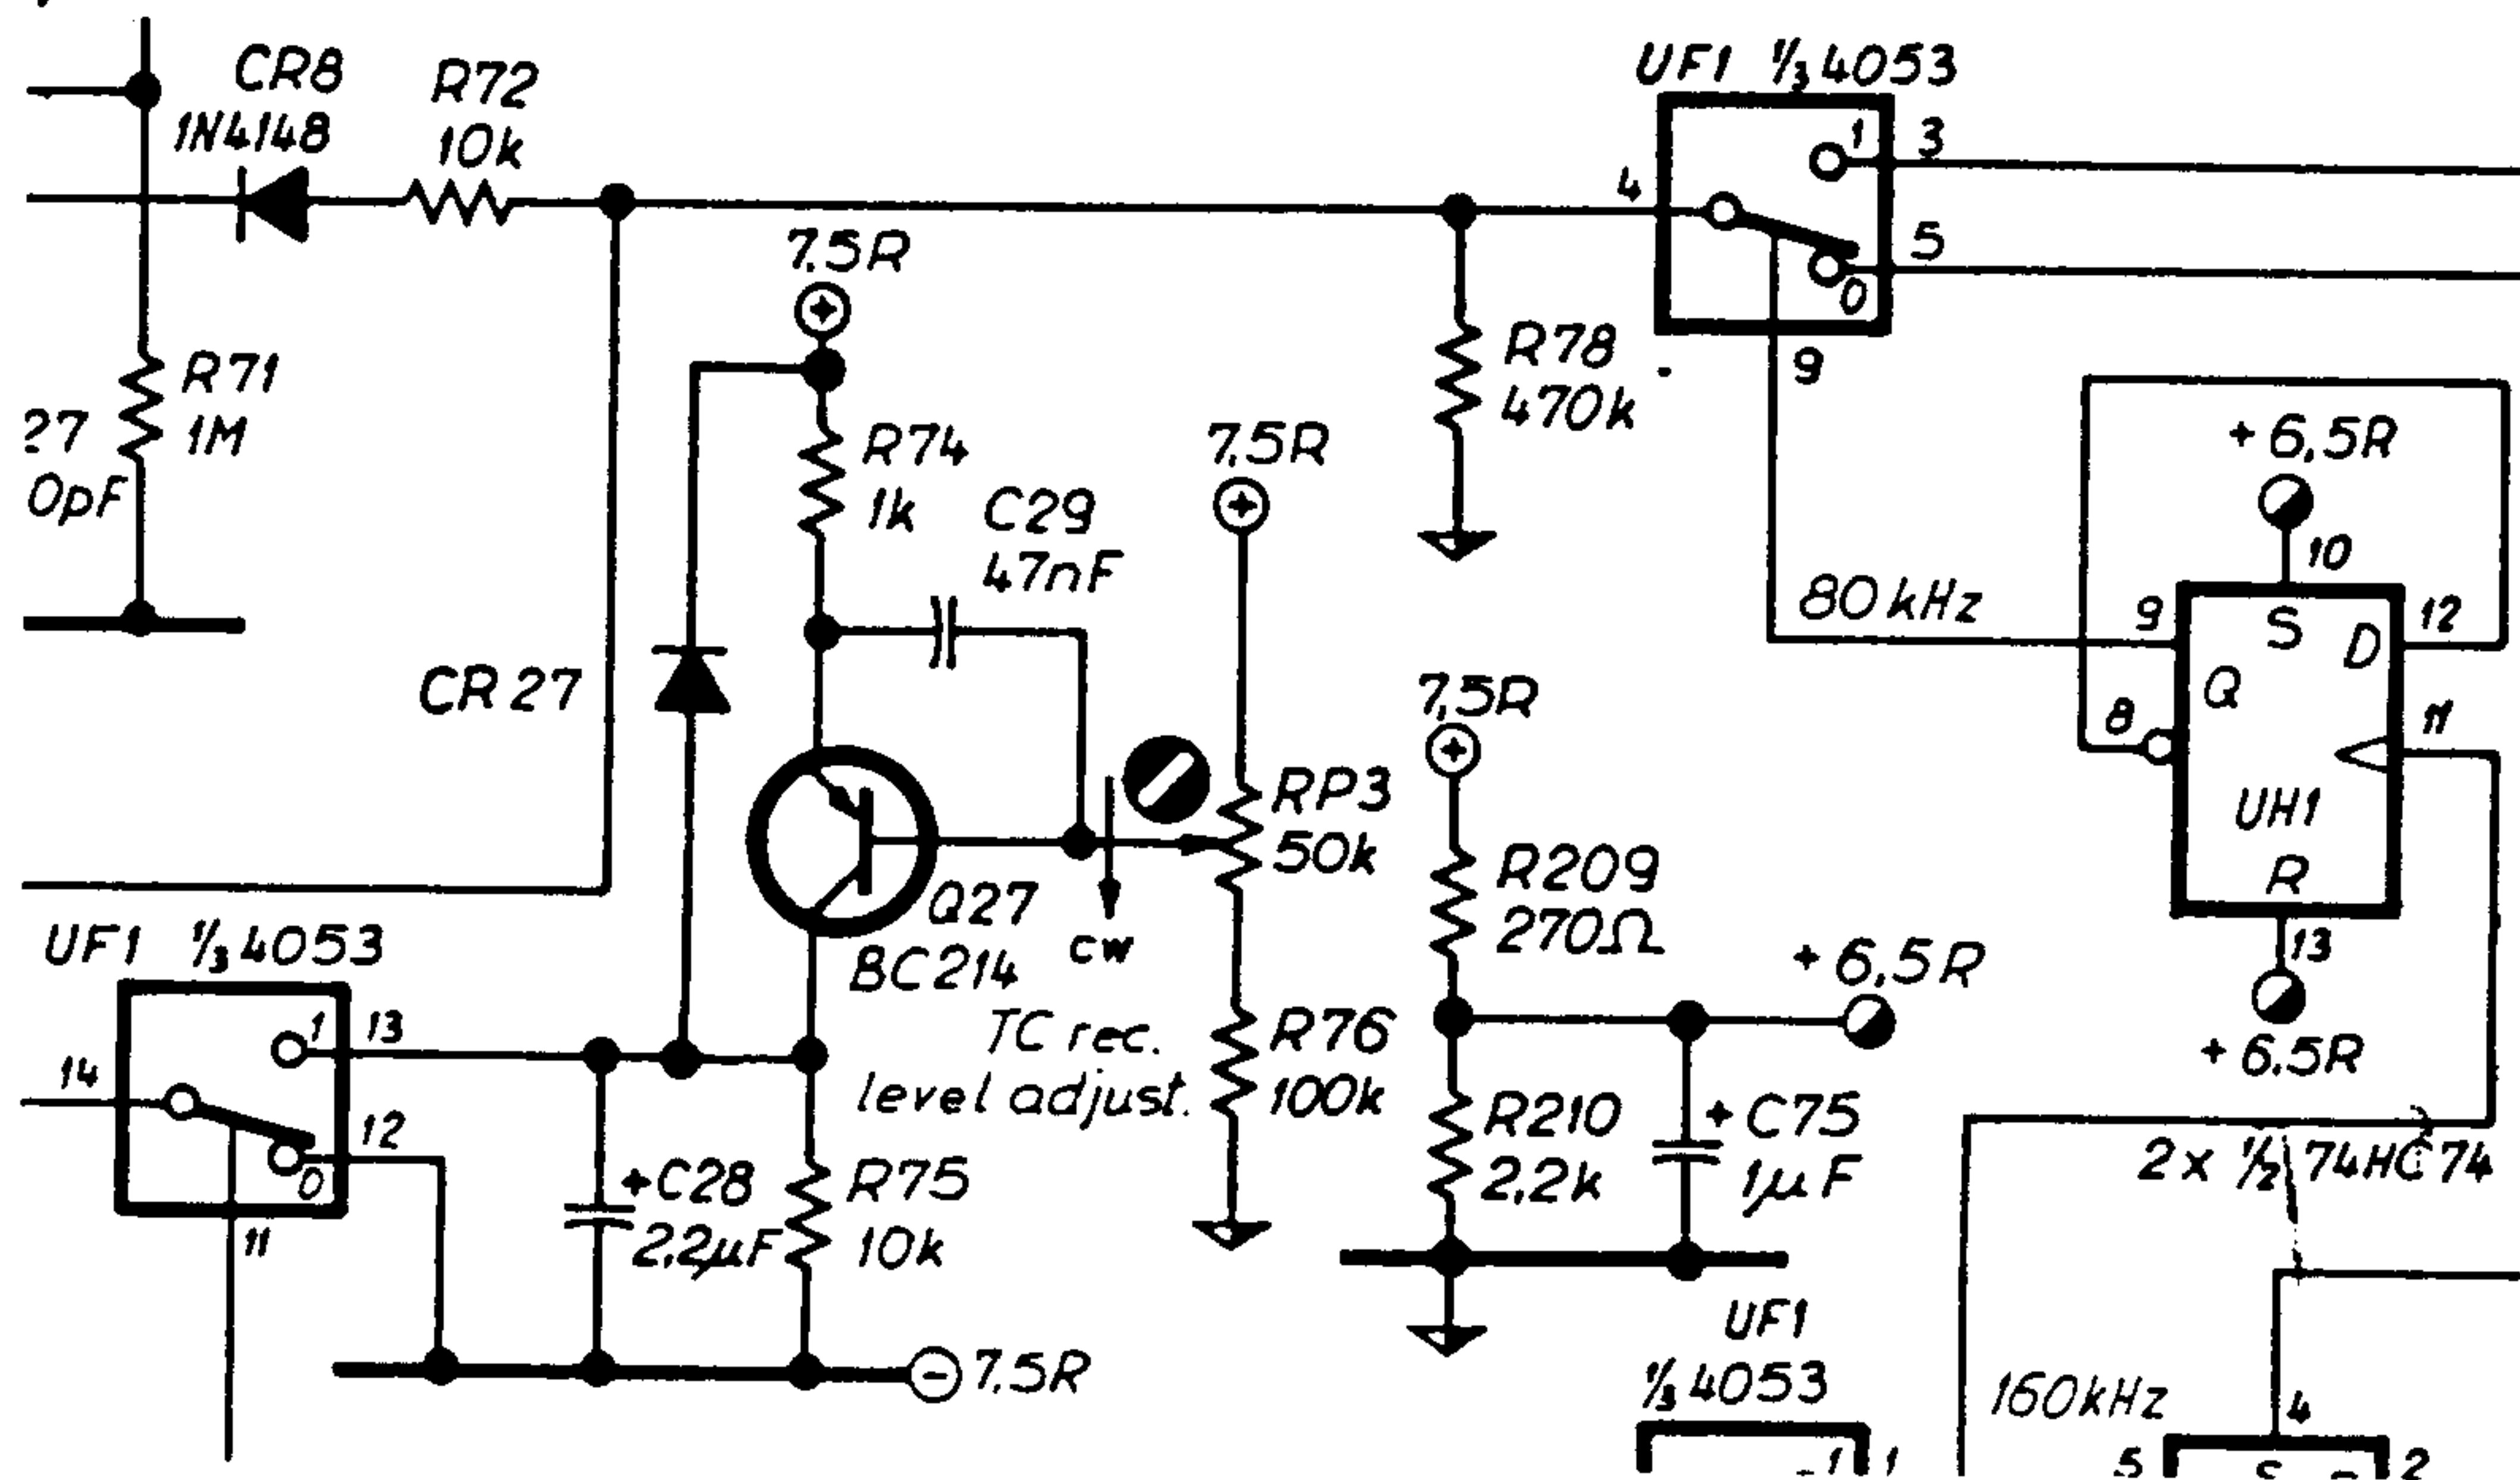 CR8
1N4148
R72
10k
UF1 1/3 4053
4
1
3
5
0
9
7,5R
R71
1M
27
0pF
R74
1k
C29
47nF
7,5R
R78
470k
+6,5R
10
80kHz
9
S
D
12
Q
8
11
UH1
R
13
+6,5R
CR27
7,5R
RP3
50k
Q27
BC214
cw
R209
270Ω
+6,5R
UF1 1/3 4053
1
13
14
12
0
11
TC rec.
level adjust.
R76
100k
R210
2,2k
+C75
1µF
2x 1/2 74HC74
+C28
2,2µF
R75
10k
- 7,5R
UF1
1/3 4053
160kHz
4
1
1
5
2